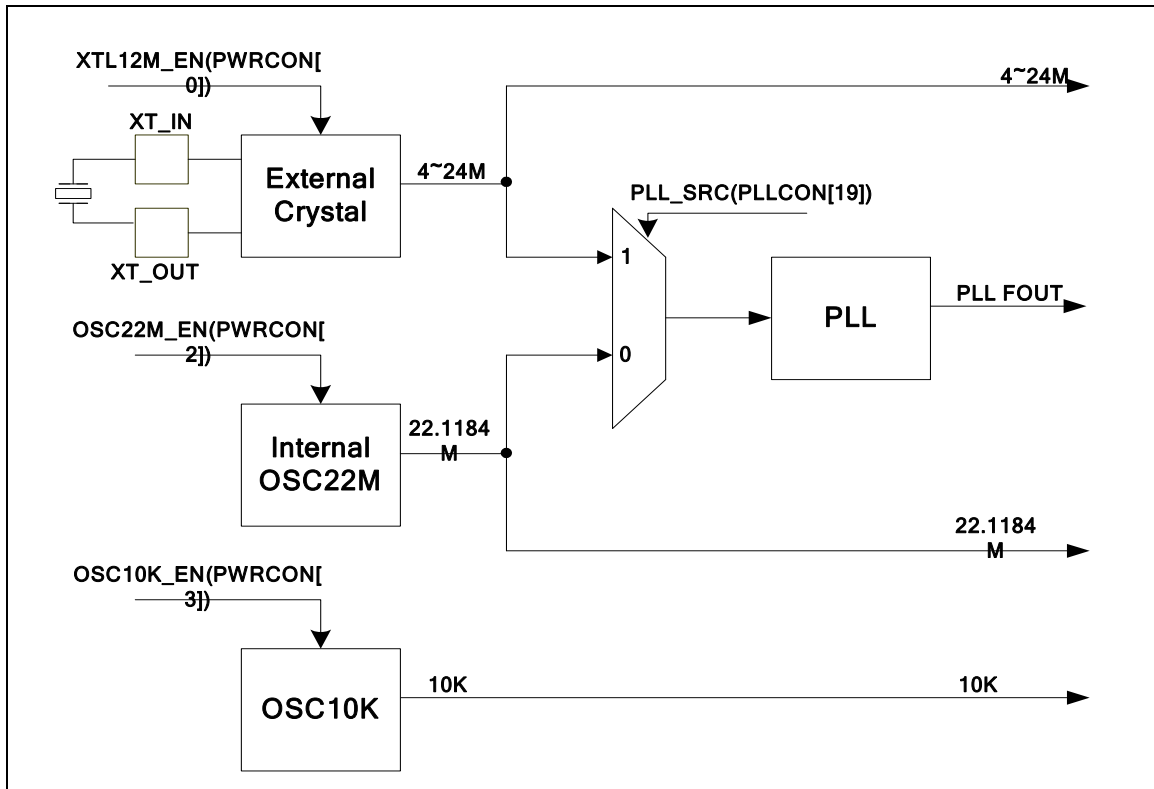 XTL12M_EN(PWRCON[
0])
4~24M
XT_IN
External
Crystal
4~24M
PLL_SRC(PLLCON[19])
XT_OUT
1
PLL
PLL FOUT
OSC22M_EN(PWRCON[
2])
0
Internal
OSC22M
22.1184
M
22.1184
M
OSC10K_EN(PWRCON[
3])
OSC10K
10K
10K